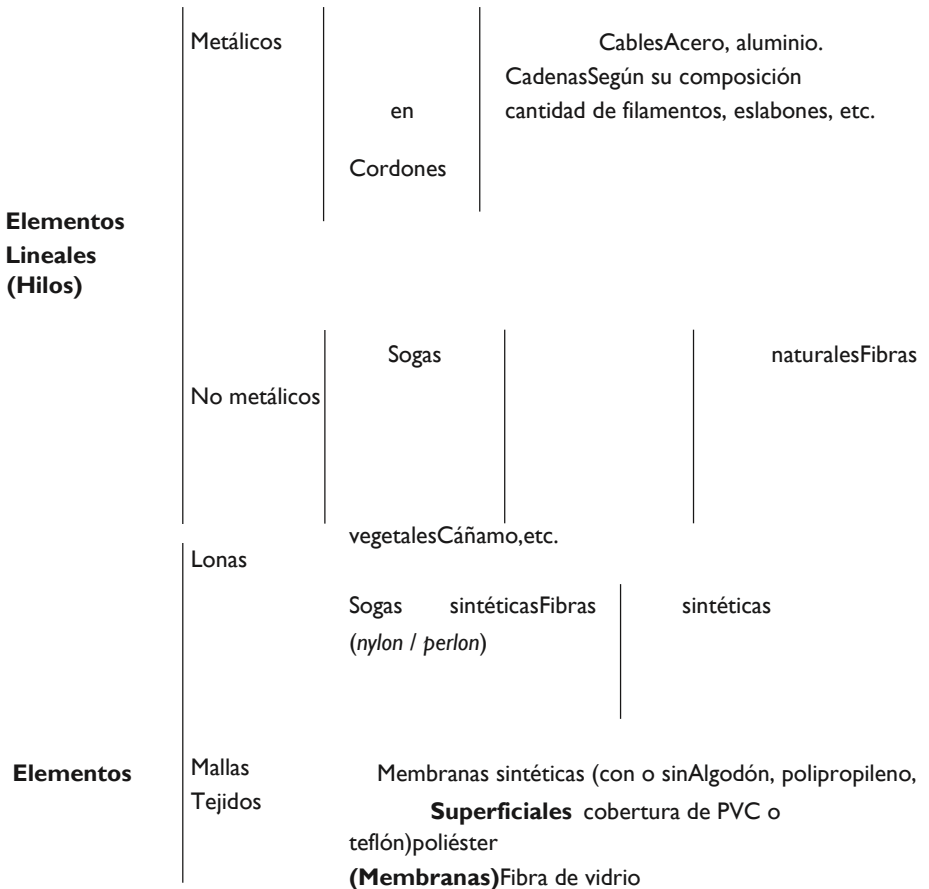 Metálicos
CablesAcero, aluminio.
CadenasSegún su composición
en
cantidad de filamentos, eslabones, etc.
Cordones
Elementos
Lineales
(Hilos)
Sogas
naturalesFibras
No metálicos
vegetalesCáñamo,etc.
Lonas
Sogas sintéticasFibras sintéticas
(nylon / perlon)
Elementos
Mallas
Tejidos
Membranas sintéticas (con o sinAlgodón, polipropileno,
Superficiales cobertura de PVC o
teflón)poliéster
(Membranas)Fibra de vidrio